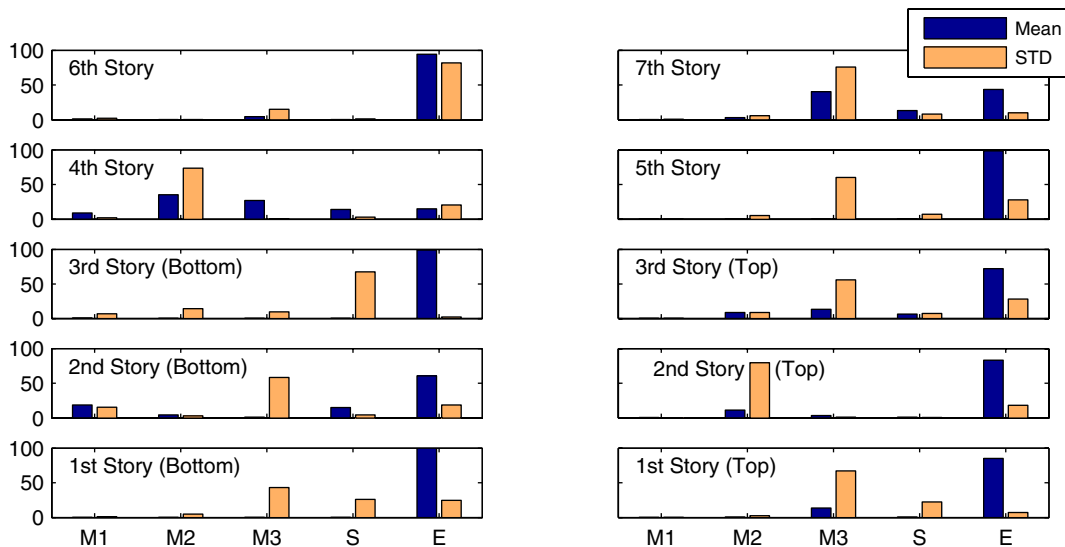 Mean
STD
100
50
0
6th Story
7th Story
100
50
0
4th Story
5th Story
100
50
0
3rd Story (Bottom)
3rd Story (Top)
100
50
0
2nd Story (Bottom)
2nd Story (Top)
100
50
0
1st Story (Bottom)
1st Story (Top)
M1 M2 M3 S E
M1 M2 M3 S E